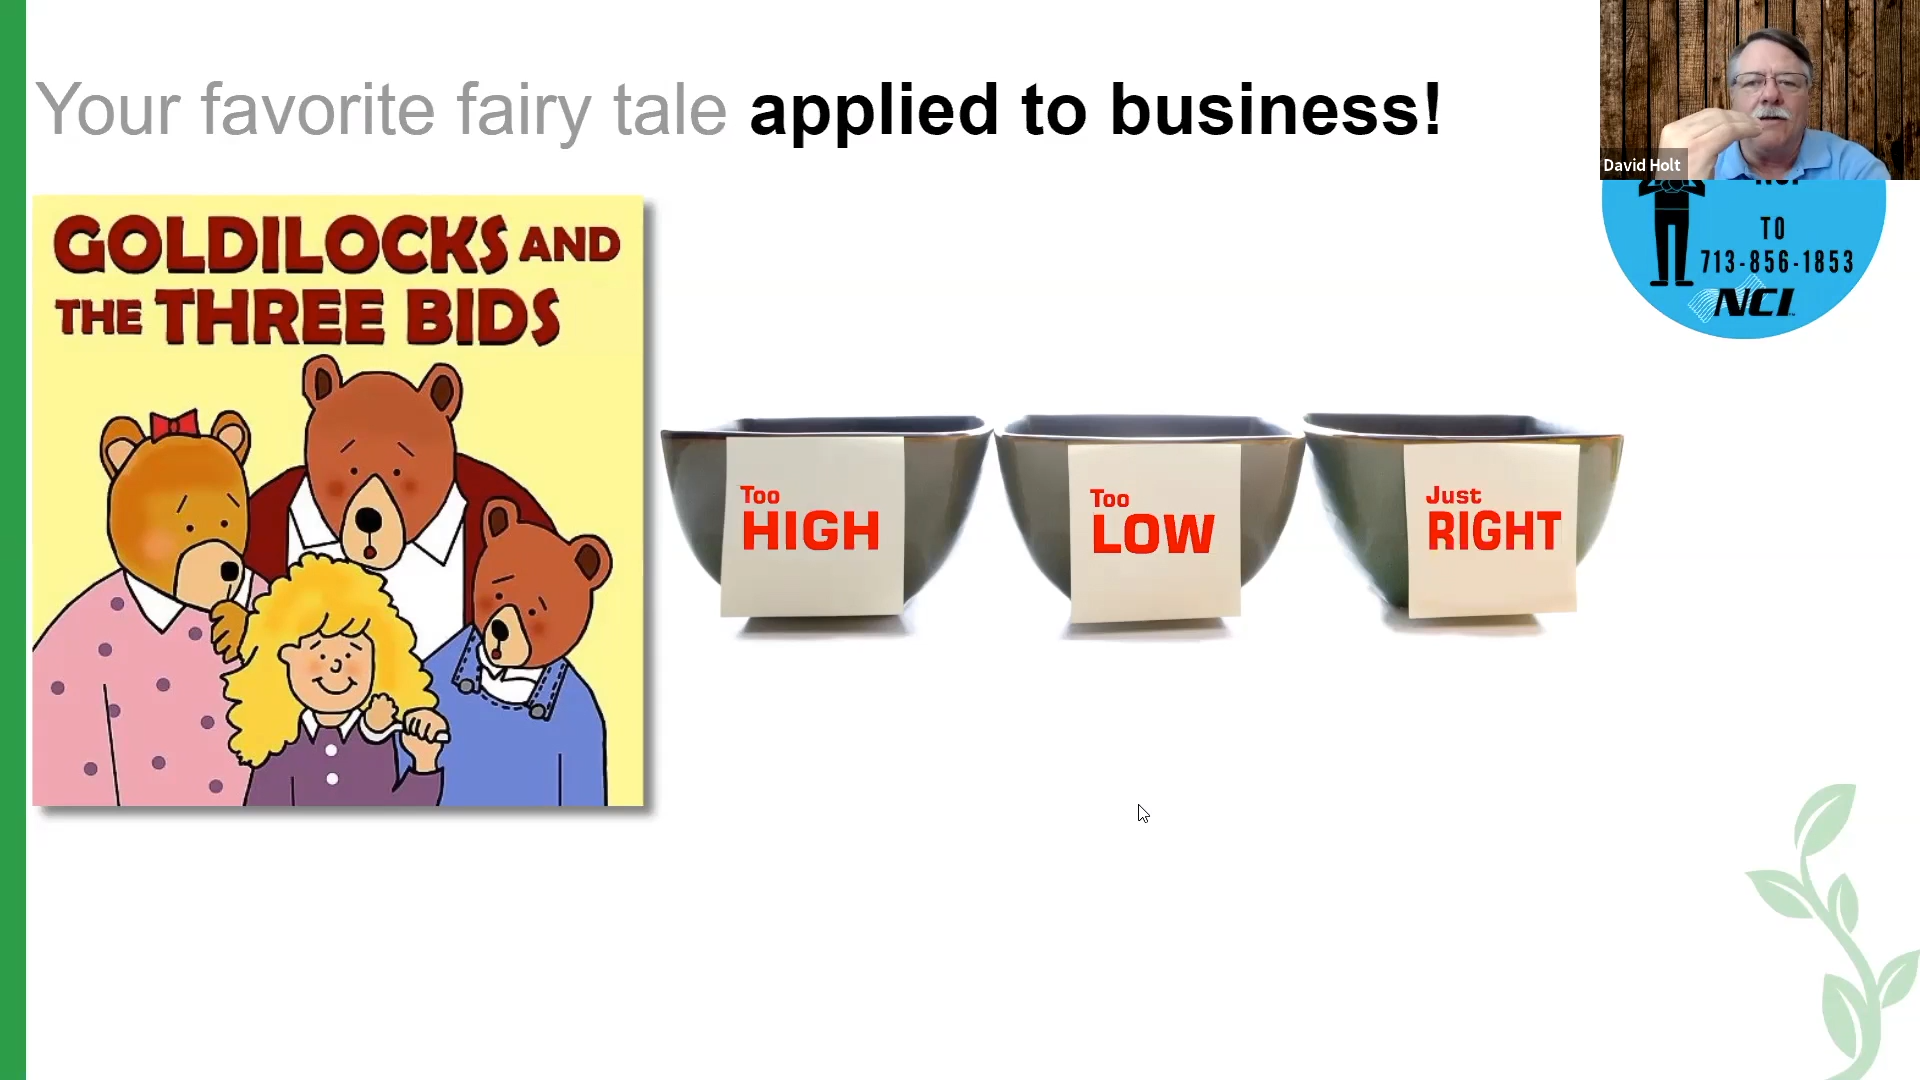 Your favorite fairy tale applied to business!
David Holt
TO
713-856-1853
NCI
GOLDILOCKS AND
THE THREE BIDS
Too
HIGH
Too
LOW
Just
RIGHT